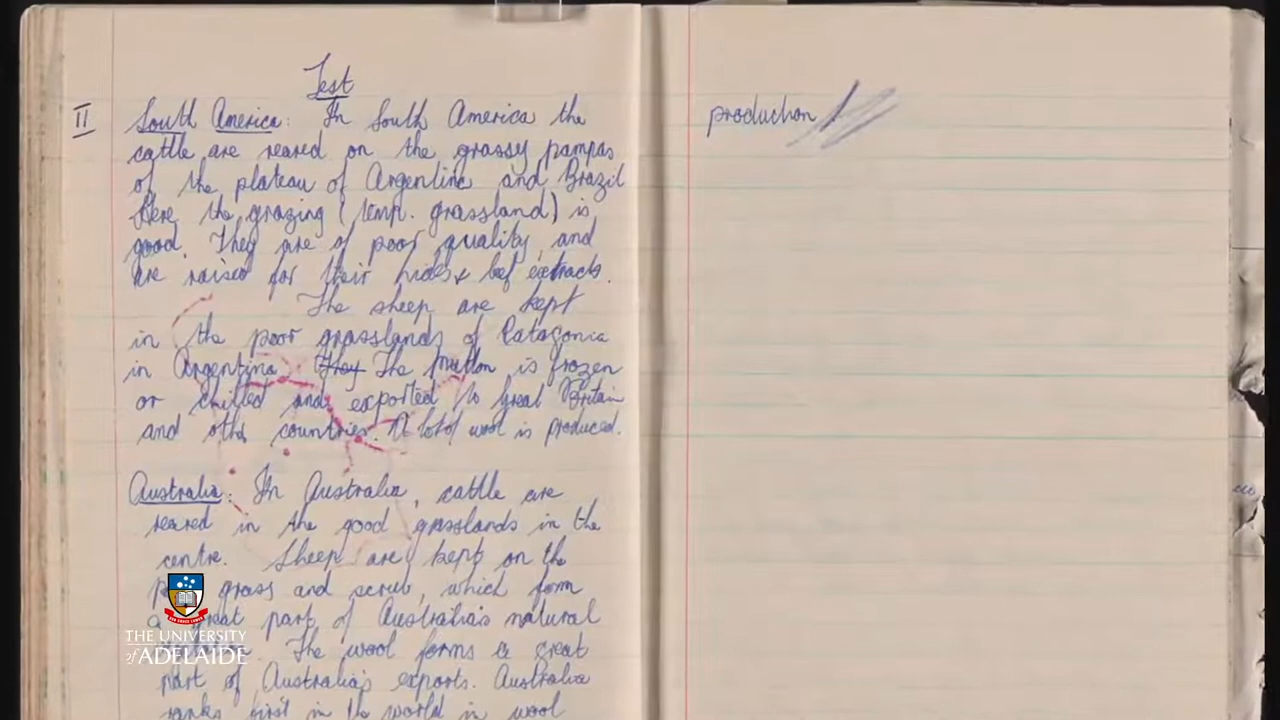 Test
II
South America: In South America the
cattle are reared on the grassy pampas
of the plateau of Argentina and Brazil
Here the grazing (temp. grassland) is
good. They are of poor quality, and
are raised for their hides & beef extracts.
The sheep are kept
in the poor grasslands of Patagonia
in Argentina. They The mutton is frozen
or chilled and exported to Great Britain
and other countries. A lot of wool is produced.
Australia: In Australia, cattle are
reared in the good grasslands in the
centre. Sheep are kept on the
grass and scrub, which form
a great part of Australia's natural
The wool forms a great
part of Australia's exports. Australia
ranks first in the world in wool
production
THE UNIVERSITY
of ADELAIDE